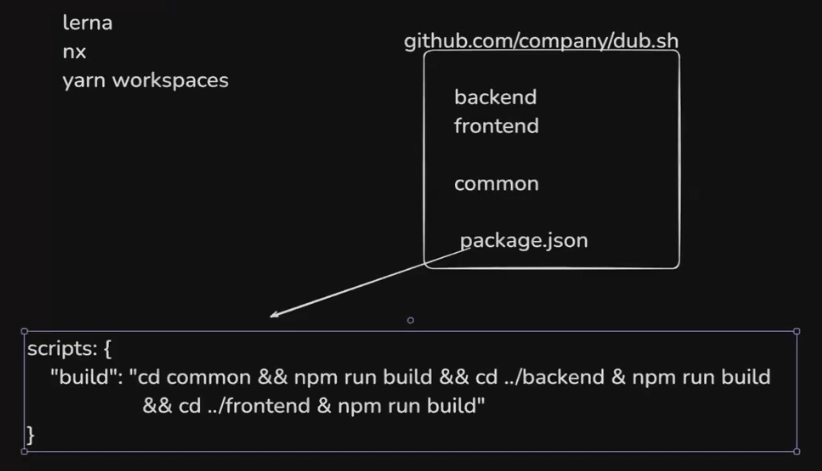 lerna
nx
yarn workspaces
github.com/company/dub.sh
backend
frontend
common
package.json
scripts: {
"build": "cd common && npm run build && cd ../backend & npm run build
&& cd ../frontend & npm run build"
}